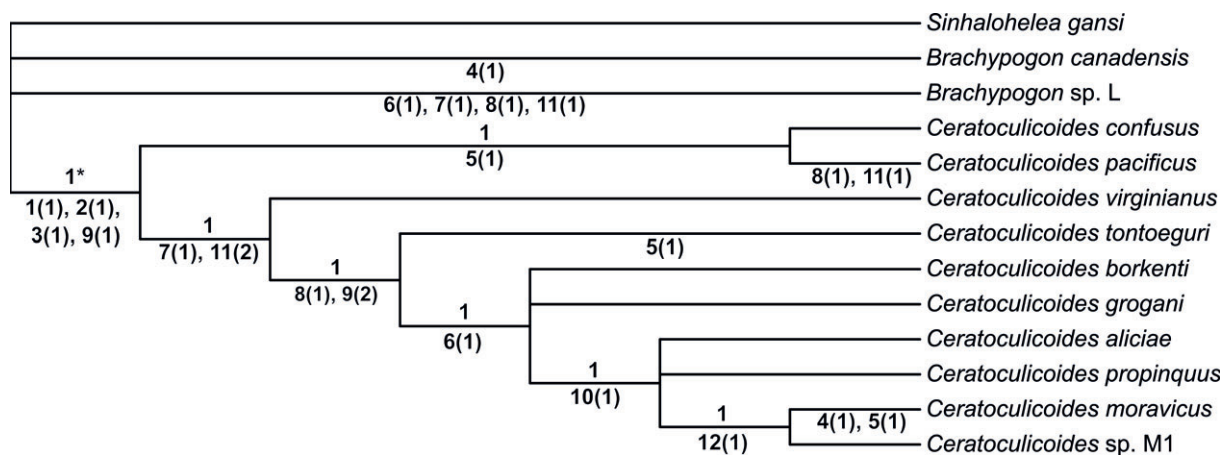 Sinhalohelea gansi
Brachypogon canadensis
4(1)
Brachypogon sp. L
6(1), 7(1), 8(1), 11(1)
1
Ceratoculicoides confusus
5(1)
Ceratoculicoides pacificus
8(1), 11(1)
1*
1(1), 2(1),
3(1), 9(1)
Ceratoculicoides virginianus
1
7(1), 11(2)
Ceratoculicoides tontoeguri
5(1)
1
8(1), 9(2)
Ceratoculicoides borkenti
Ceratoculicoides grogani
1
6(1)
Ceratoculicoides aliciae
Ceratoculicoides propinquus
1
10(1)
Ceratoculicoides moravicus
4(1), 5(1)
1
12(1)
Ceratoculicoides sp. M1